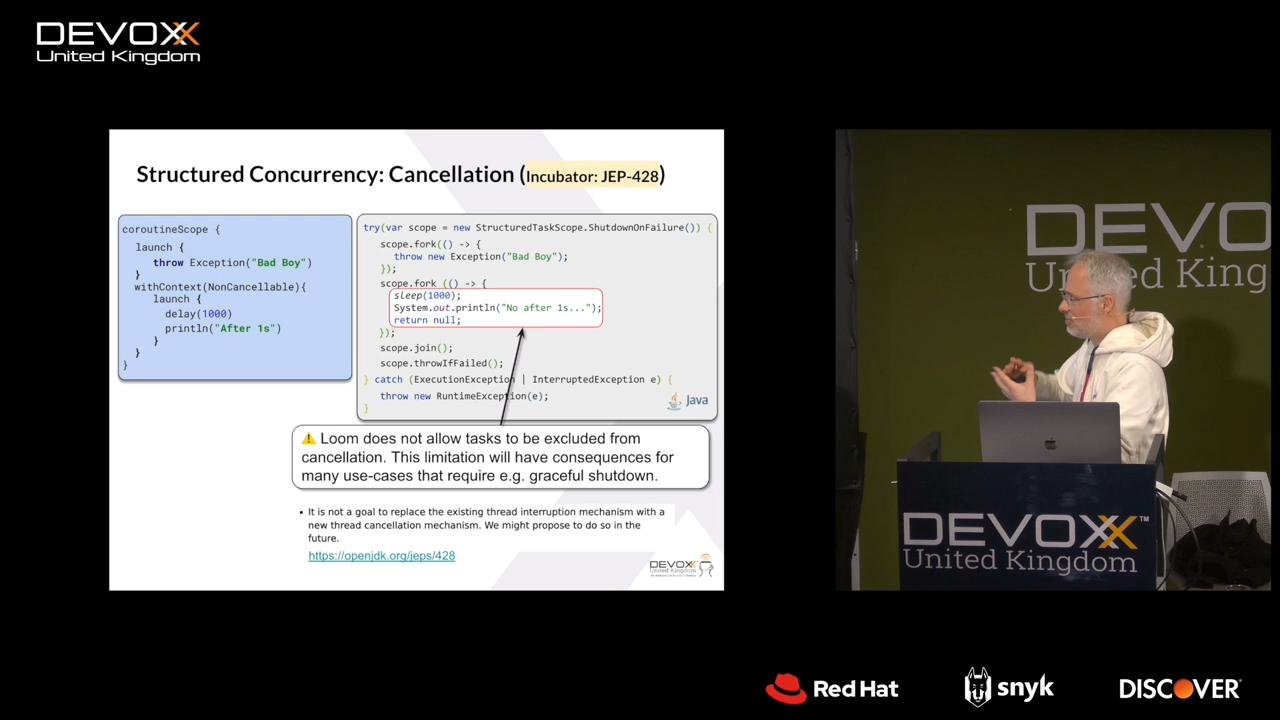 DEVOXX
United Kingdom
Structured Concurrency: Cancellation (Incubator: JEP-428)
coroutineScope {
launch {
throw Exception("Bad Boy")
}
withContext(NonCancellable){
launch {
delay(1000)
println("After 1s")
}
}
}
try(var scope = new StructuredTaskScope.ShutdownOnFailure()) {
scope.fork(() -> {
throw new Exception("Bad Boy");
});
scope.fork (() -> {
sleep(1000);
System.out.println("No after 1s...");
return null;
});
scope.join();
scope.throwIfFailed();
} catch (ExecutionException | InterruptedException e) {
throw new RuntimeException(e);
}
Java
⚠ Loom does not allow tasks to be excluded from
cancellation. This limitation will have consequences for
many use-cases that require e.g. graceful shutdown.
▪ It is not a goal to replace the existing thread interruption mechanism with a
new thread cancellation mechanism. We might propose to do so in the
future.
https://openjdk.org/jeps/428
DEVOXX
United Kingdom
DEVO
United King
DEVOXX™
United Kingdom
Red Hat
snyk
DISCOVER